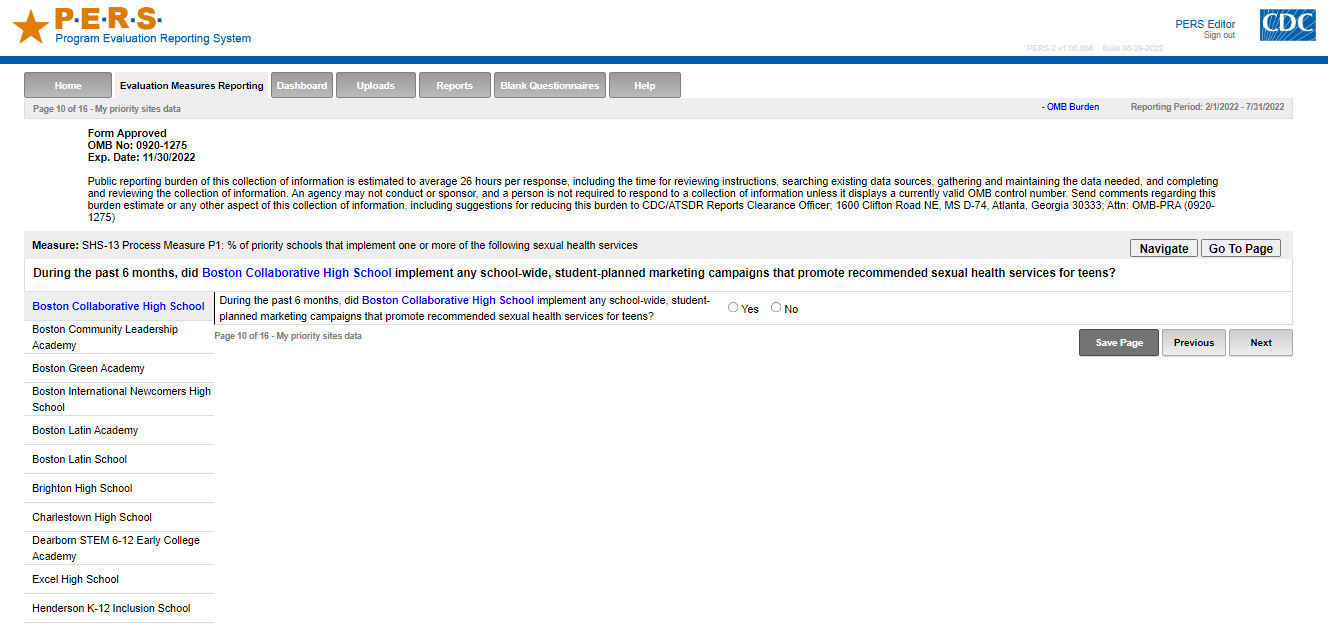 P·E·R·S·
Program Evaluation Reporting System
PERS Editor
Sign out
CDC
PERS-2 v1.00.056 Build 08-29-2022
Home
Evaluation Measures Reporting
Dashboard
Uploads
Reports
Blank Questionnaires
Help
Page 10 of 16 - My priority sites data
- OMB Burden
Reporting Period: 2/1/2022 - 7/31/2022
Form Approved
OMB No: 0920-1275
Exp. Date: 11/30/2022
Public reporting burden of this collection of information is estimated to average 26 hours per response, including the time for reviewing instructions, searching existing data sources, gathering and maintaining the data needed, and completing
and reviewing the collection of information. An agency may not conduct or sponsor, and a person is not required to respond to a collection of information unless it displays a currently valid OMB control number. Send comments regarding this
burden estimate or any other aspect of this collection of information, including suggestions for reducing this burden to CDC/ATSDR Reports Clearance Officer; 1600 Clifton Road NE, MS D-74, Atlanta, Georgia 30333; Attn: OMB-PRA (0920-
1275)
Measure: SHS-13 Process Measure P1: % of priority schools that implement one or more of the following sexual health services
Navigate
Go To Page
During the past 6 months, did Boston Collaborative High School implement any school-wide, student-planned marketing campaigns that promote recommended sexual health services for teens?
Boston Collaborative High School
During the past 6 months, did Boston Collaborative High School implement any school-wide, student-
planned marketing campaigns that promote recommended sexual health services for teens?
Yes
No
Page 10 of 16 - My priority sites data
Save Page
Previous
Next
Boston Community Leadership
Academy
Boston Green Academy
Boston International Newcomers High
School
Boston Latin Academy
Boston Latin School
Brighton High School
Charlestown High School
Dearborn STEM 6-12 Early College
Academy
Excel High School
Henderson K-12 Inclusion School